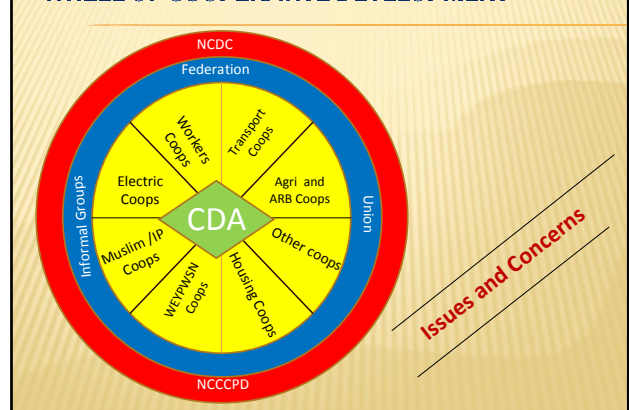 NCDC
Federation
Workers
Coops
Transport
Coops
Electric
Coops
Agri and
ARB Coops
CDA
Informal Groups
Union
Muslim /IP
Coops
Other coops
WEYPWSN
Coops
Housing Coops
NCCCPD
Issues and Concerns